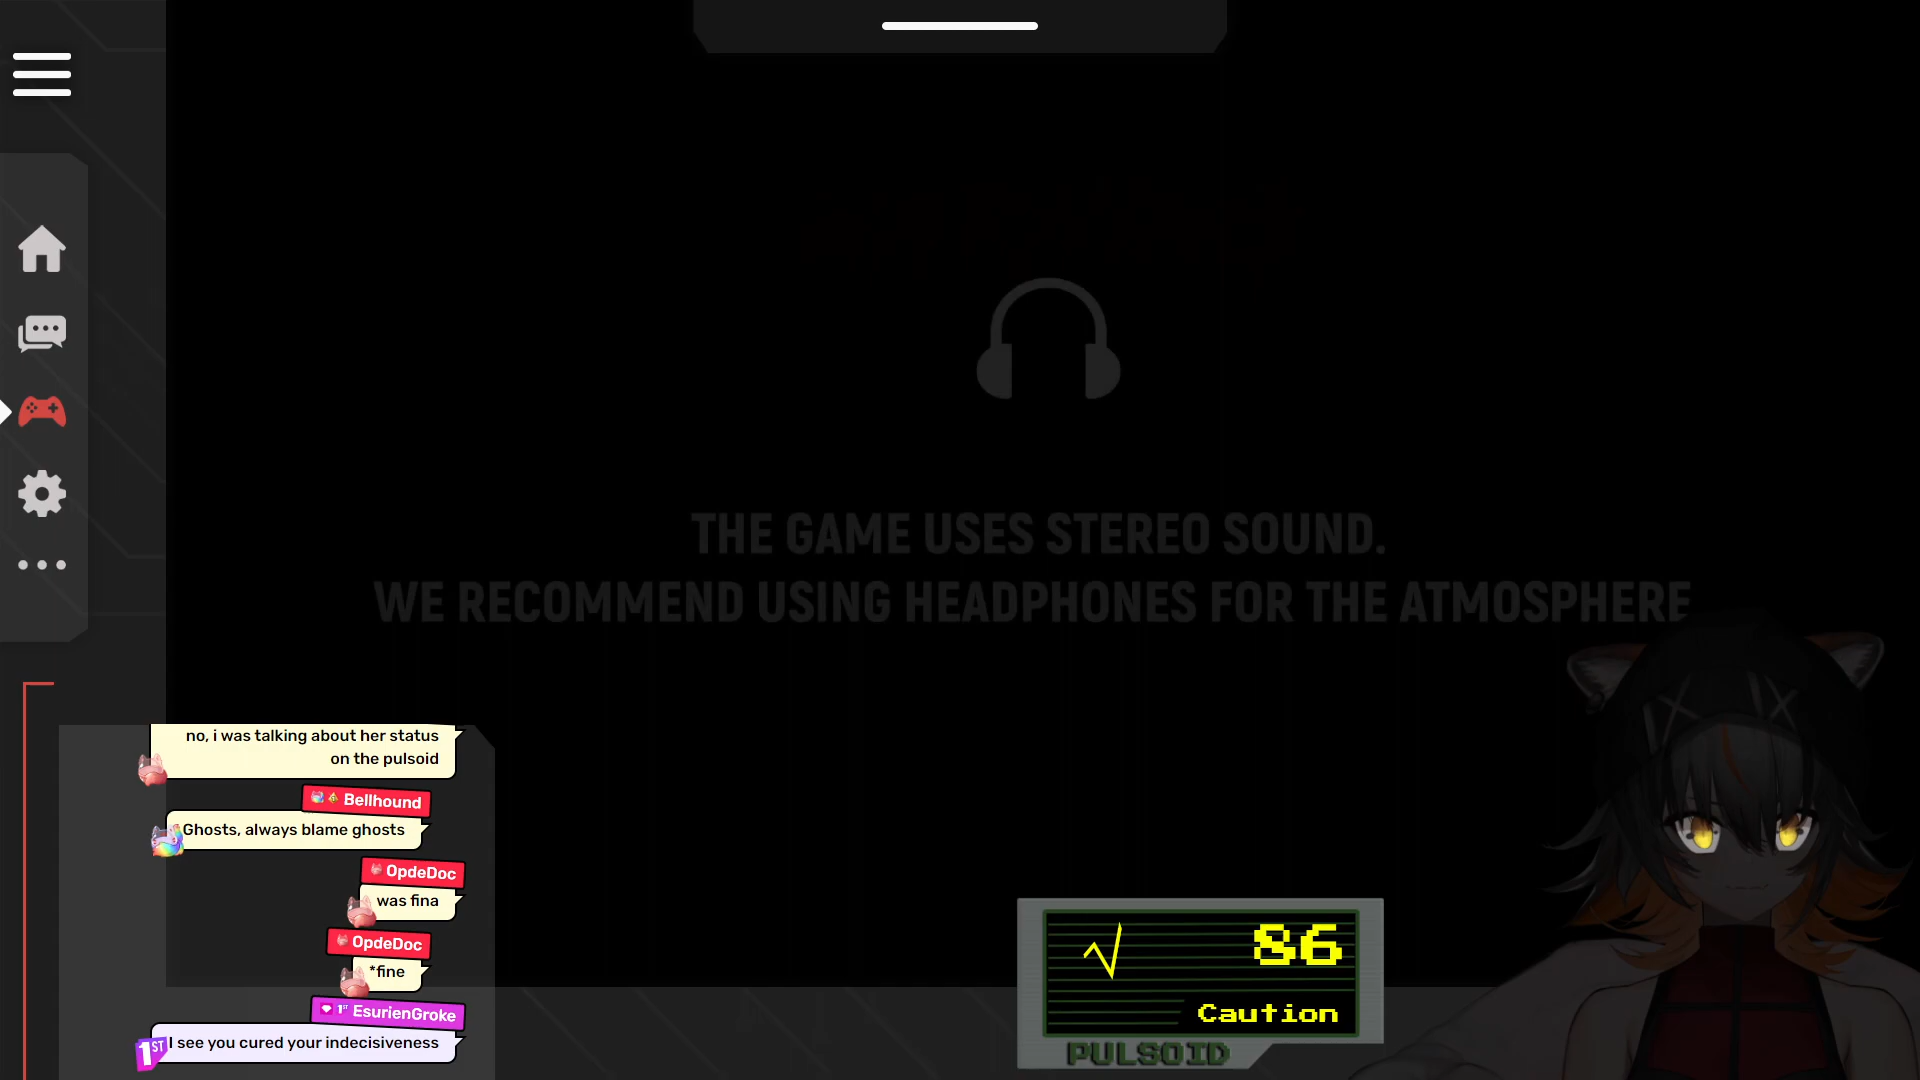 THE GAME USES STEREO SOUND.
WE RECOMMEND USING HEADPHONES FOR THE ATMOSPHERE
no, i was talking about her status
on the pulsoid
Bellhound
Ghosts, always blame ghosts
OpdeDoc
was fina
OpdeDoc
*fine
1ST EsurienGroke
1ST
I see you cured your indecisiveness
86
Caution
PULSOID